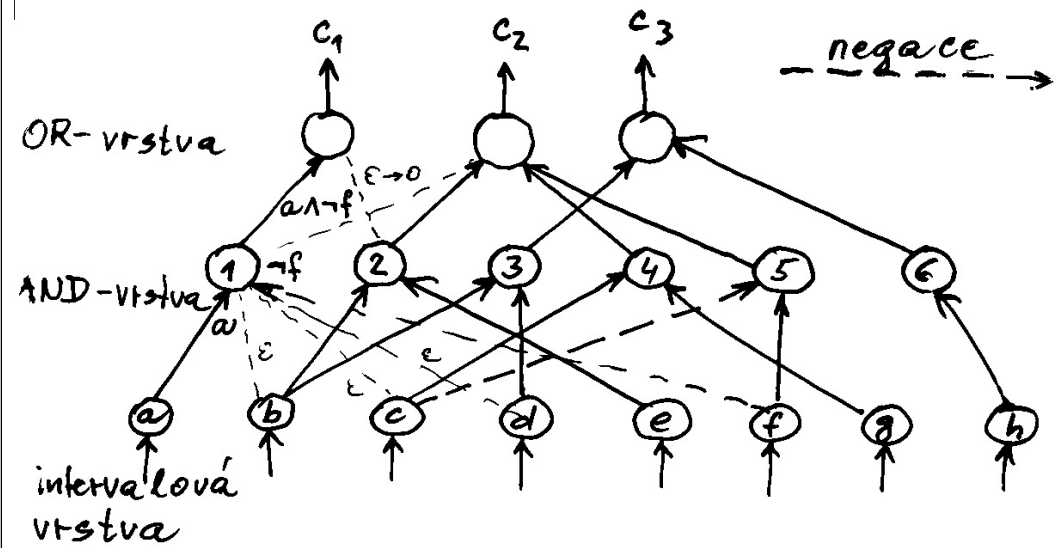 C1 C2 C3
negace
OR-vrstva
ε→0
a∧¬f
1 ¬f 2 3 4 5 6
AND-vrstva
a
ε ε ε
a b c d e f g h
intervalová
vrstva